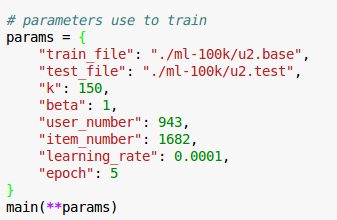 # parameters use to train
params = {
    "train_file": "./ml-100k/u2.base",
    "test_file": "./ml-100k/u2.test",
    "k": 150,
    "beta": 1,
    "user_number": 943,
    "item_number": 1682,
    "learning_rate": 0.0001,
    "epoch": 5
}
main(**params)